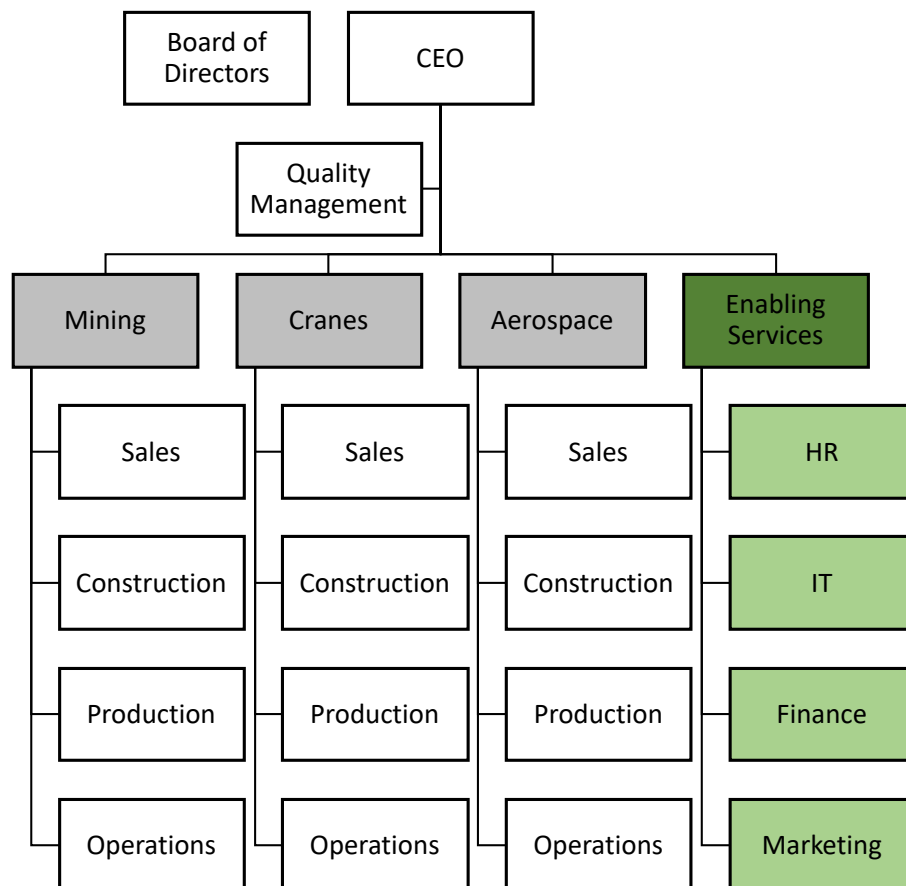 Board of
Directors
CEO
Quality
Management
Mining
Cranes
Aerospace
Enabling
Services
Sales
Sales
Sales
HR
Construction
Construction
Construction
IT
Production
Production
Production
Finance
Operations
Operations
Operations
Marketing